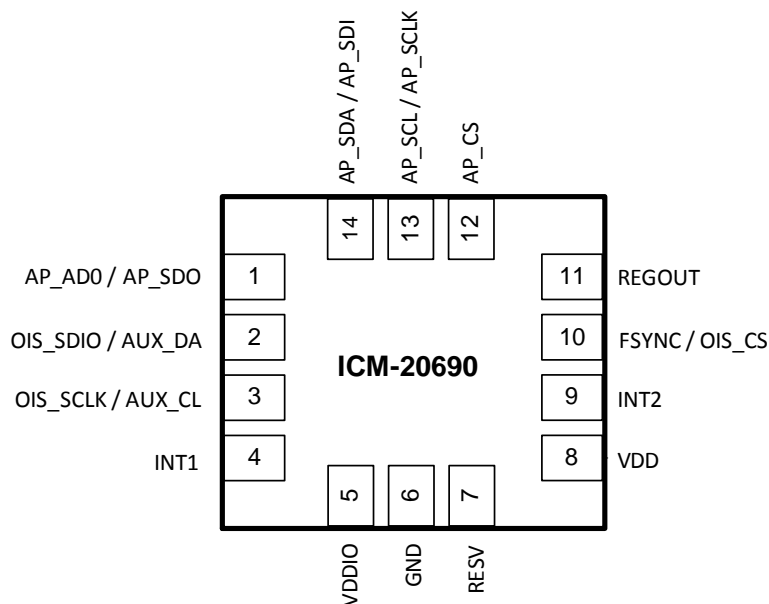 AP_SDA / AP_SDI
AP_SCL / AP_SCLK
AP_CS
14
13
12
AP_AD0 / AP_SDO
1
11
REGOUT
OIS_SDIO / AUX_DA
2
10
FSYNC / OIS_CS
ICM-20690
OIS_SCLK / AUX_CL
3
9
INT2
INT1
4
8
VDD
5
6
7
VDDIO
GND
RESV